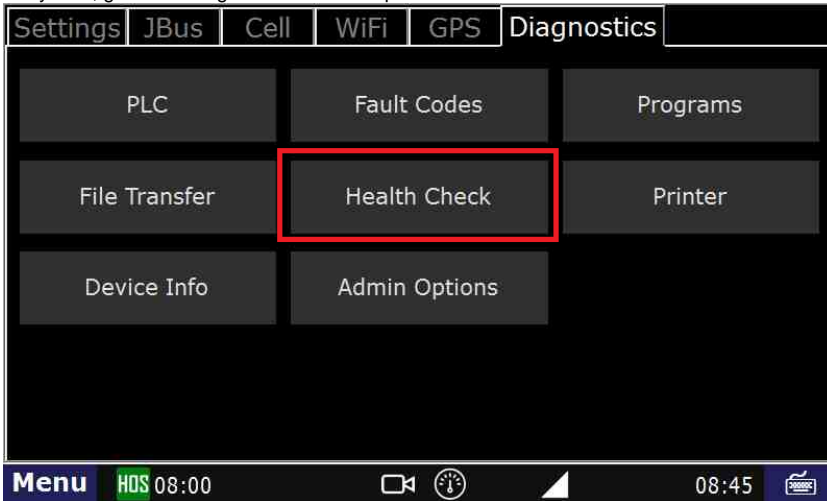 Settings JBus Cell WiFi GPS Diagnostics
PLC Fault Codes Programs
File Transfer Health Check Printer
Device Info Admin Options
Menu HOS 08:00 08:45